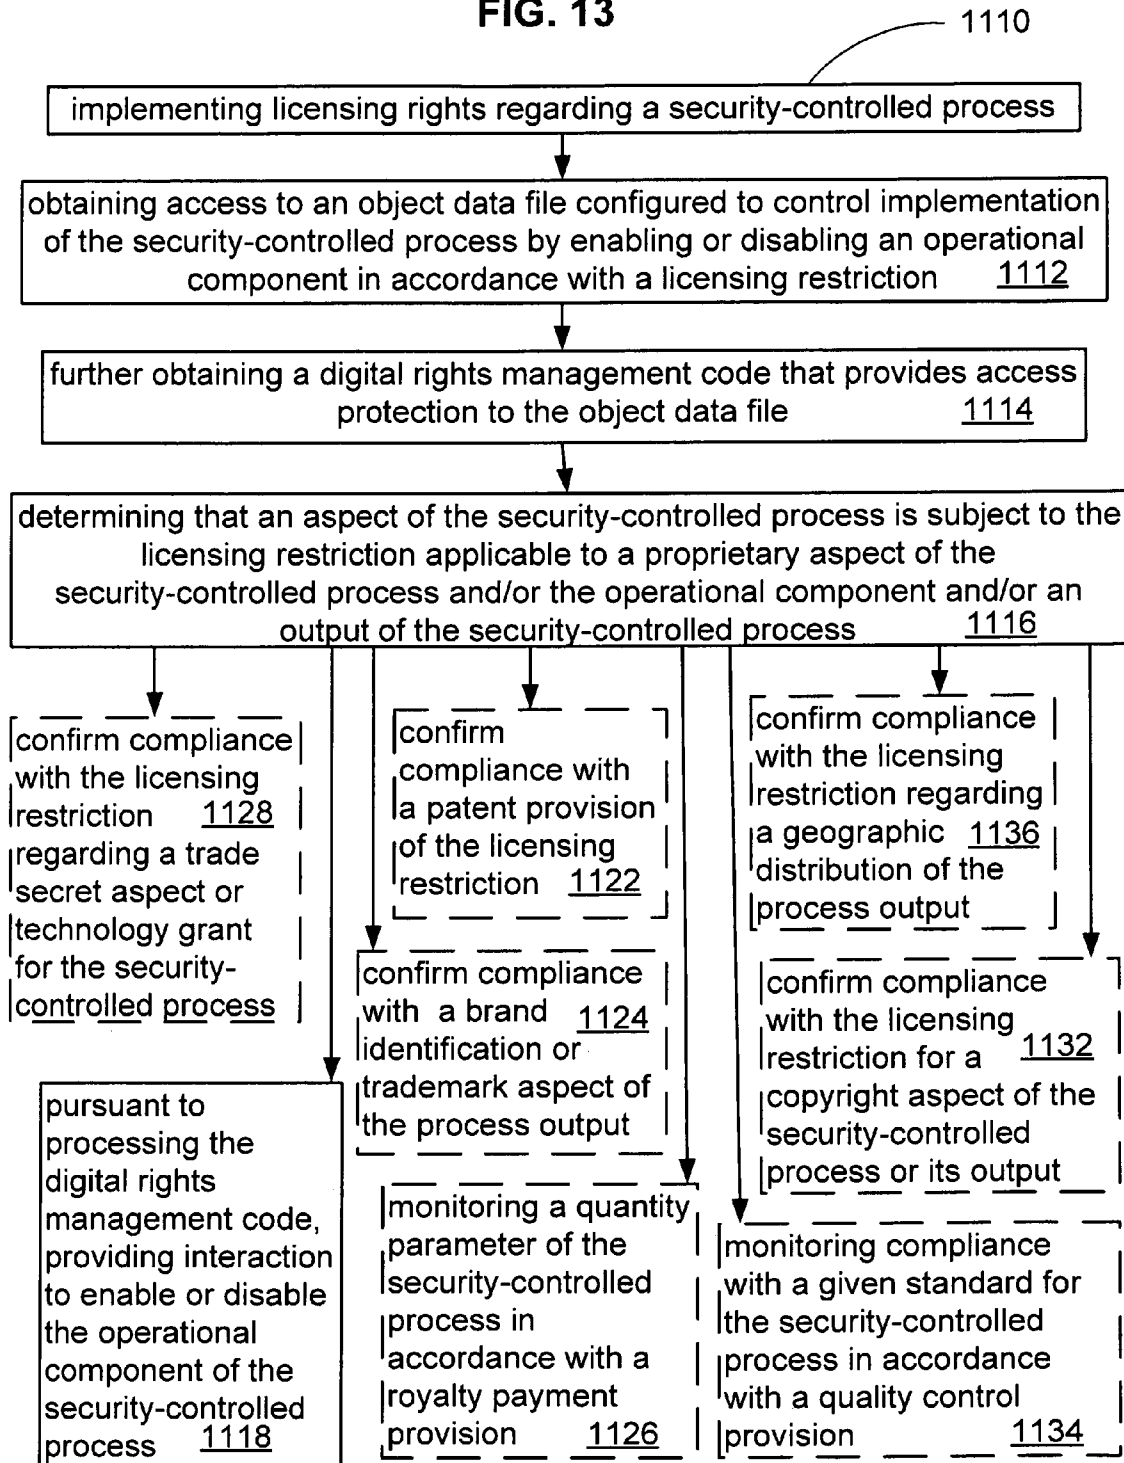 FIG. 13
1110
implementing licensing rights regarding a security-controlled process
obtaining access to an object data file configured to control implementation
of the security-controlled process by enabling or disabling an operational
component in accordance with a licensing restriction 1112
further obtaining a digital rights management code that provides access
protection to the object data file 1114
determining that an aspect of the security-controlled process is subject to the
licensing restriction applicable to a proprietary aspect of the
security-controlled process and/or the operational component and/or an
output of the security-controlled process 1116
confirm compliance
with the licensing
restriction 1128
regarding a trade
secret aspect or
technology grant
for the security-
controlled process
confirm
compliance with
a patent provision
of the licensing
restriction 1122
confirm compliance
with the licensing
restriction regarding
a geographic 1136
distribution of the
process output
confirm compliance
with a brand 1124
identification or
trademark aspect of
the process output
confirm compliance
with the licensing
restriction for a 1132
copyright aspect of the
security-controlled
process or its output
pursuant to
processing the
digital rights
management code,
providing interaction
to enable or disable
the operational
component of the
security-controlled
process 1118
monitoring a quantity
parameter of the
security-controlled
process in
accordance with a
royalty payment
provision 1126
monitoring compliance
with a given standard for
the security-controlled
process in accordance
with a quality control
provision 1134